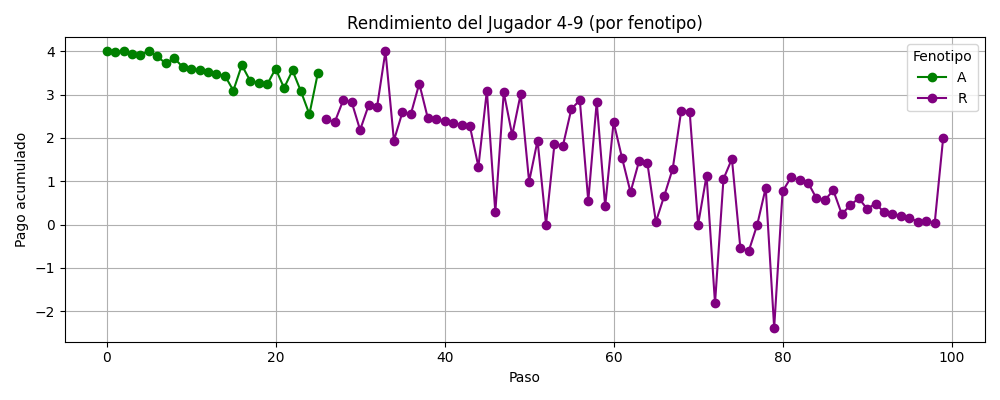 Rendimiento del Jugador 4-9 (por fenotipo)
Pago acumulado
4
3
2
1
0
−1
−2
Fenotipo
A
R
0 20 40 60 80 100
Paso